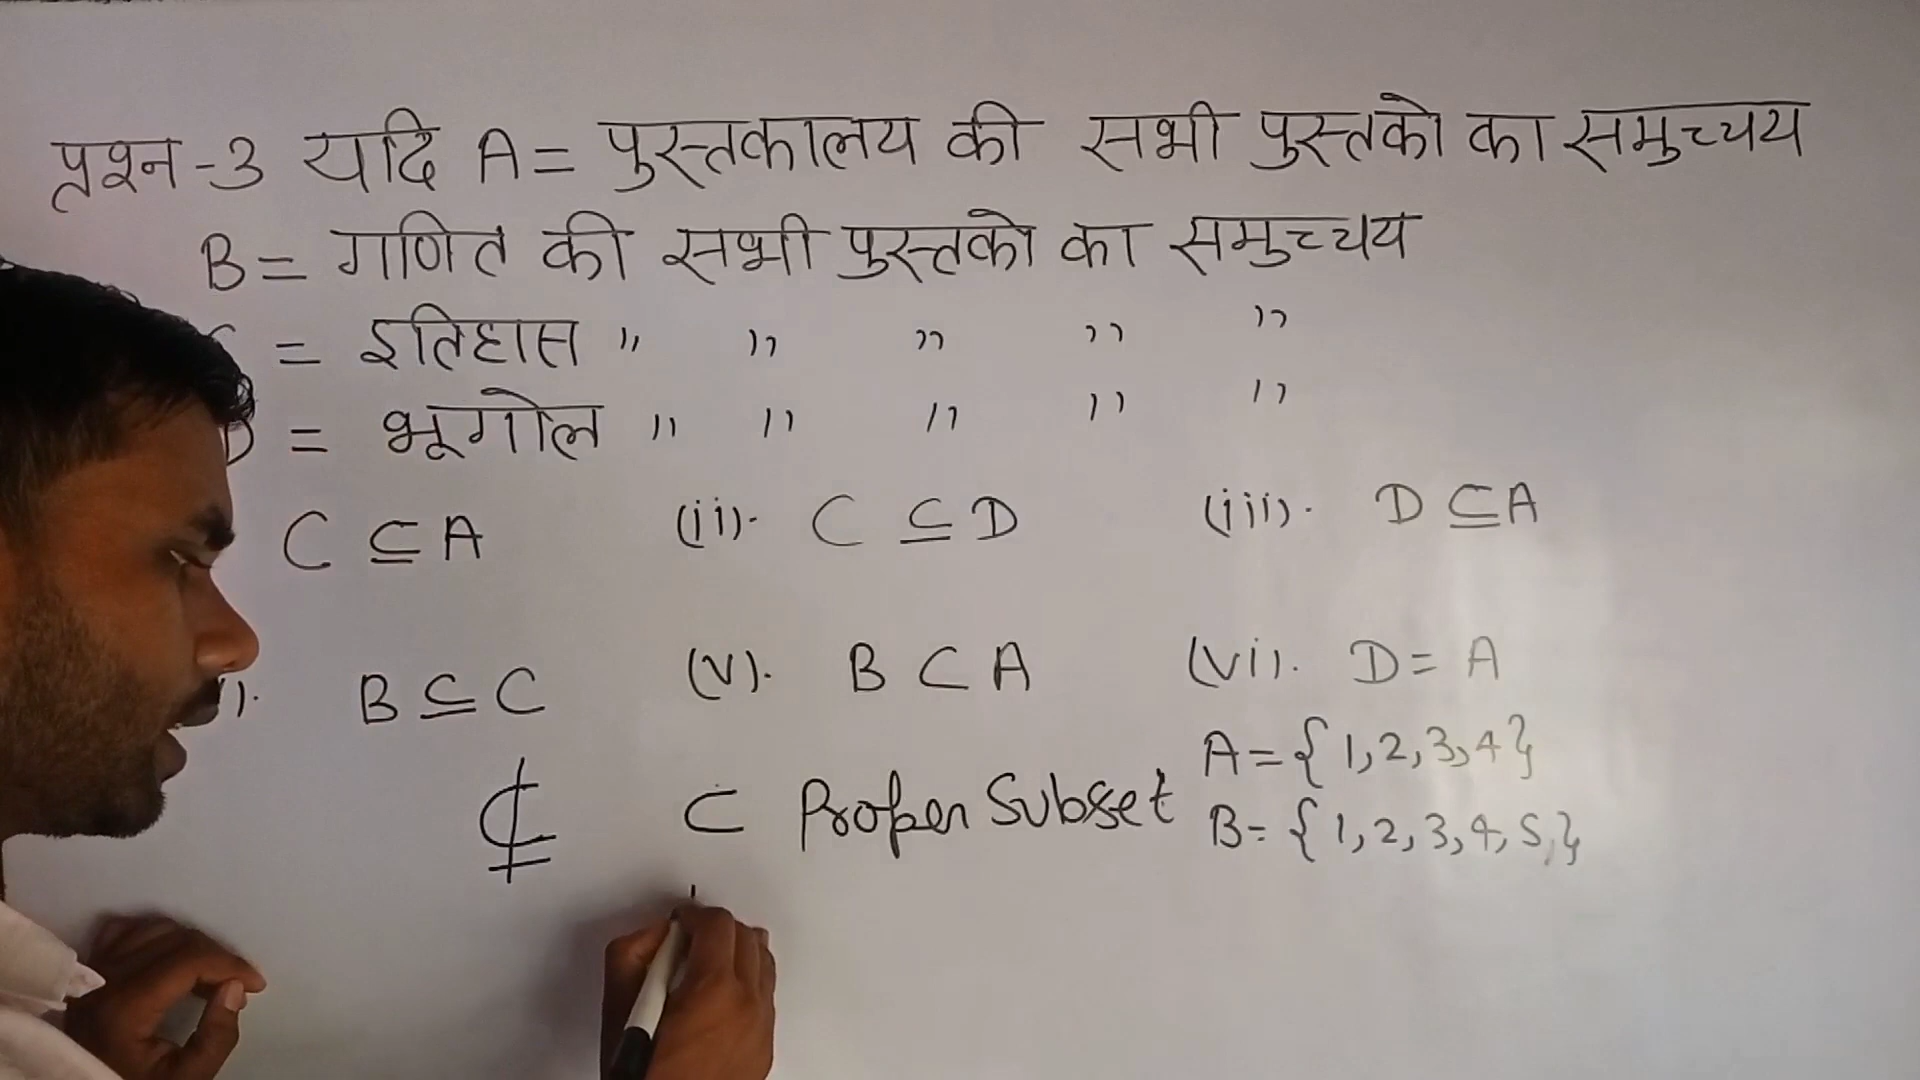 प्रश्न-3 यदि A = पुस्तकालय की सभी पुस्तको का समुच्चय
B = गणित की सभी पुस्तको का समुच्चय
= इतिहास " " " " "
D = भूगोल " " " " "
C ⊆ A (ii). C ⊆ D (iii). D ⊆ A
). B ⊆ C (v). B ⊂ A (vi). D = A
⊈ ⊂ Proper Subset A = {1,2,3,4}
B = {1,2,3,4,5,}